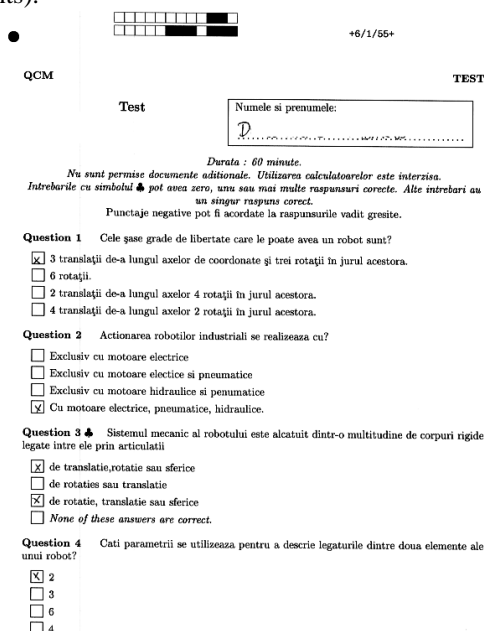 ts).
+6/1/55+
QCM
TEST
Test
Numele si prenumele:
D
Durata : 60 minute.
Nu sunt permise documente aditionale. Utilizarea calculatoarelor este interzisa.
Intrebarile cu simbolul ♣ pot avea zero, unu sau mai multe raspunsuri corecte. Alte intrebari au
un singur raspuns corect.
Punctaje negative pot fi acordate la raspunsurile vadit gresite.
Question 1 Cele şase grade de libertate care le poate avea un robot sunt?
3 translaţii de-a lungul axelor de coordonate şi trei rotaţii în jurul acestora.
6 rotaţii.
2 translaţii de-a lungul axelor 4 rotaţii în jurul acestora.
4 translaţii de-a lungul axelor 2 rotaţii în jurul acestora.
Question 2 Actionarea robotilor industriali se realizeaza cu?
Exclusiv cu motoare electrice
Exclusiv cu motoare electice si pneumatice
Exclusiv cu motoare hidraulice si penumatice
Cu motoare electrice, pneumatice, hidraulice.
Question 3 ♣ Sistemul mecanic al robotului este alcatuit dintr-o multitudine de corpuri rigide
legate intre ele prin articulatii
de translatie,rotatie sau sferice
de rotaties sau translatie
de rotatie, translatie sau sferice
None of these answers are correct.
Question 4 Cati parametrii se utilizeaza pentru a descrie legaturile dintre doua elemente ale
unui robot?
2
3
6
4